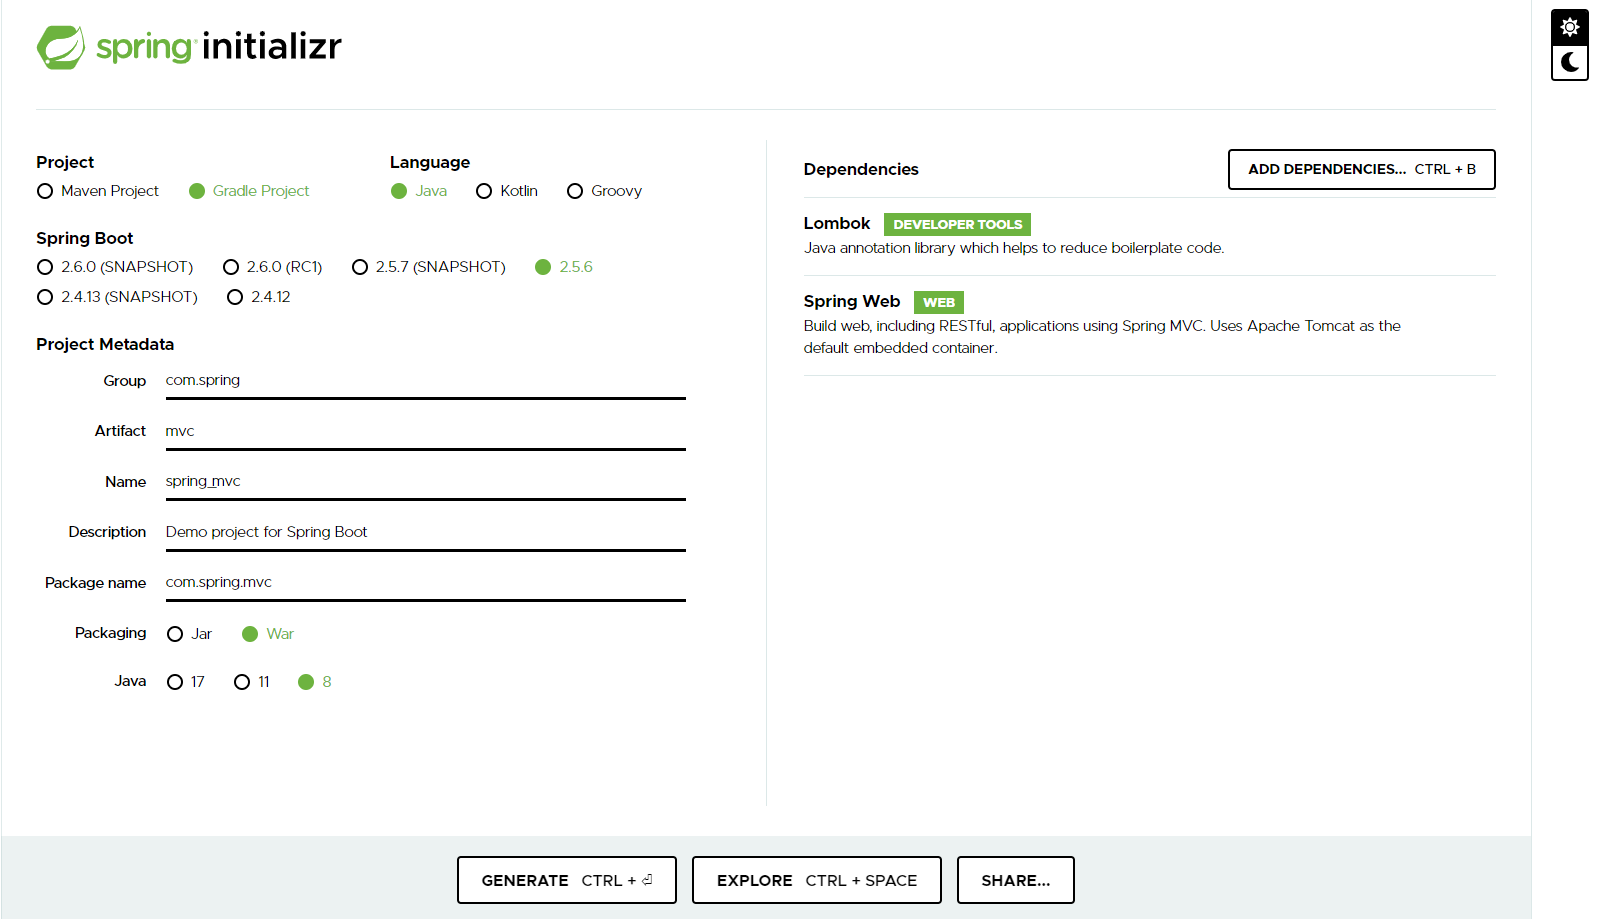 spring initializr
Project
Maven Project Gradle Project
Language
Java Kotlin Groovy
Spring Boot
2.6.0 (SNAPSHOT) 2.6.0 (RC1) 2.5.7 (SNAPSHOT) 2.5.6
2.4.13 (SNAPSHOT) 2.4.12
Project Metadata
Group com.spring
Artifact mvc
Name spring_mvc
Description Demo project for Spring Boot
Package name com.spring.mvc
Packaging Jar War
Java 17 11 8
Dependencies ADD DEPENDENCIES... CTRL + B
Lombok DEVELOPER TOOLS
Java annotation library which helps to reduce boilerplate code.
Spring Web WEB
Build web, including RESTful, applications using Spring MVC. Uses Apache Tomcat as the
default embedded container.
GENERATE CTRL + ⏎ EXPLORE CTRL + SPACE SHARE...